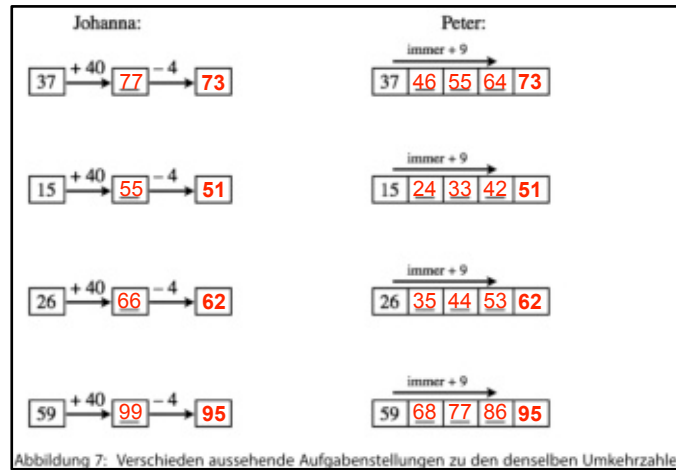 Johanna: Peter:
immer + 9
37 + 40 77 – 4 73 37 46 55 64 73
immer + 9
15 + 40 55 – 4 51 15 24 33 42 51
immer + 9
26 + 40 66 – 4 62 26 35 44 53 62
immer + 9
59 + 40 99 – 4 95 59 68 77 86 95
Abbildung 7: Verschieden aussehende Aufgabenstellungen zu den denselben Umkehrzahle